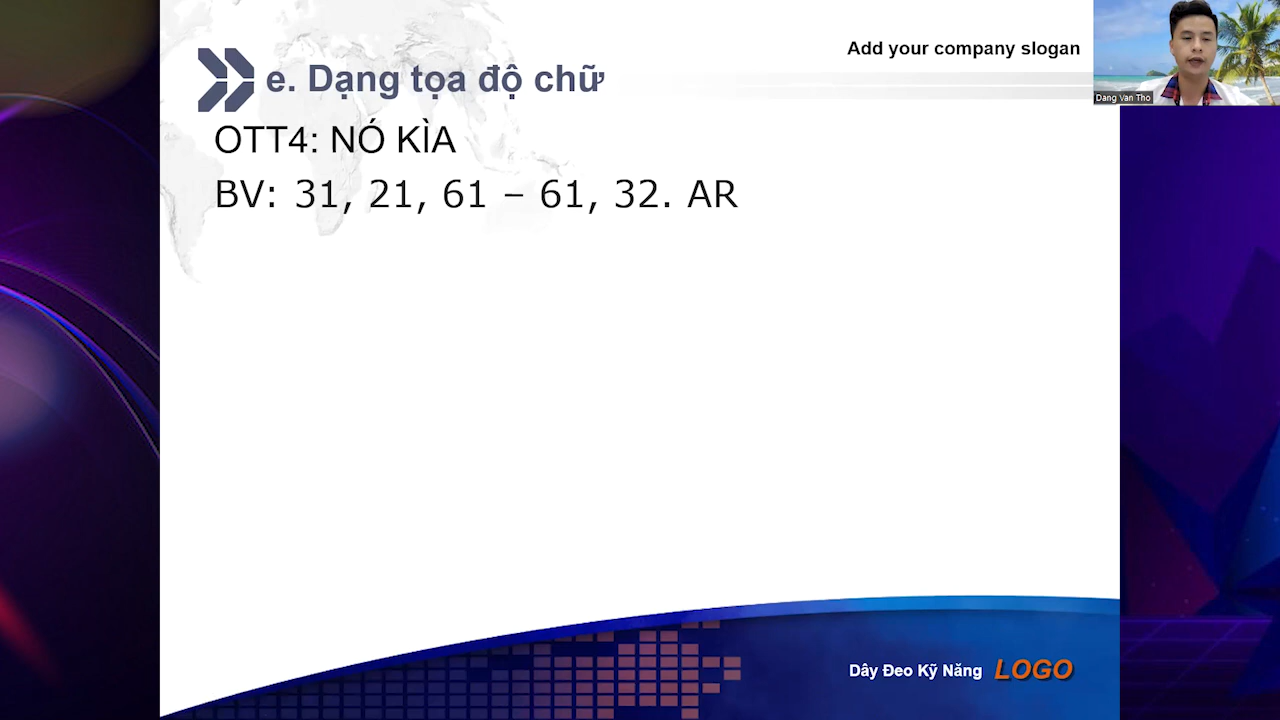 Add your company slogan
Dang Van Tho
e. Dạng tọa độ chữ
OTT4: NÓ KÌA
BV: 31, 21, 61 – 61, 32. AR
Dây Đeo Kỹ Năng LOGO